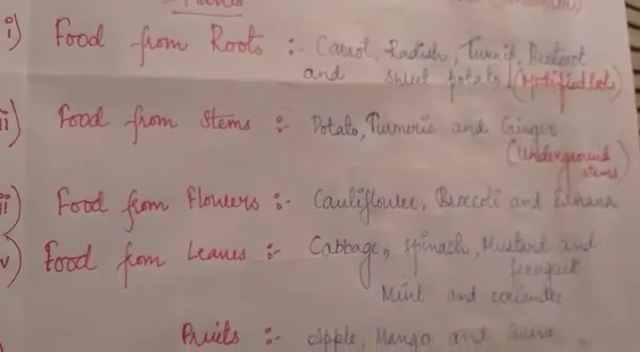 Plants
i) Food from Roots :- Carrot, Radish, Turnip, Beetroot
and sweet potato (Modified root)
ii) Food from Stems :- Potato, Turmeric and Ginger
(Underground
stems)
iii) Food from Flowers :- Cauliflower, Broccoli and Banana
iv) Food from Leaves :- Cabbage, Spinach, Mustard and
fenugreek
Mint and coriander
Fruits :- Apple, Mango and Guava